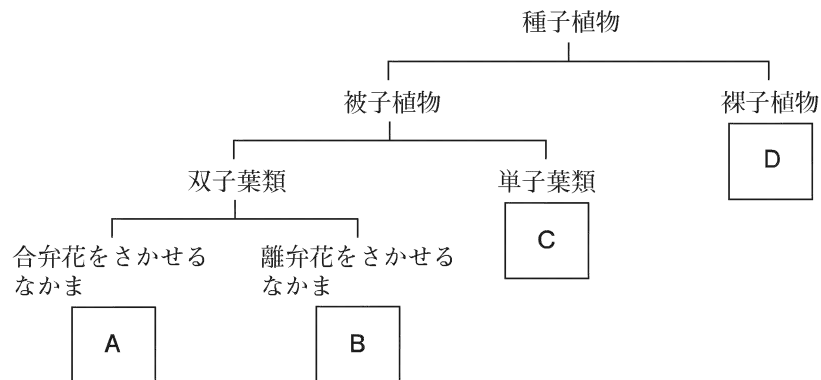 種子植物
被子植物
裸子植物
D
双子葉類
単子葉類
C
合弁花をさかせる
なかま
離弁花をさかせる
なかま
A
B